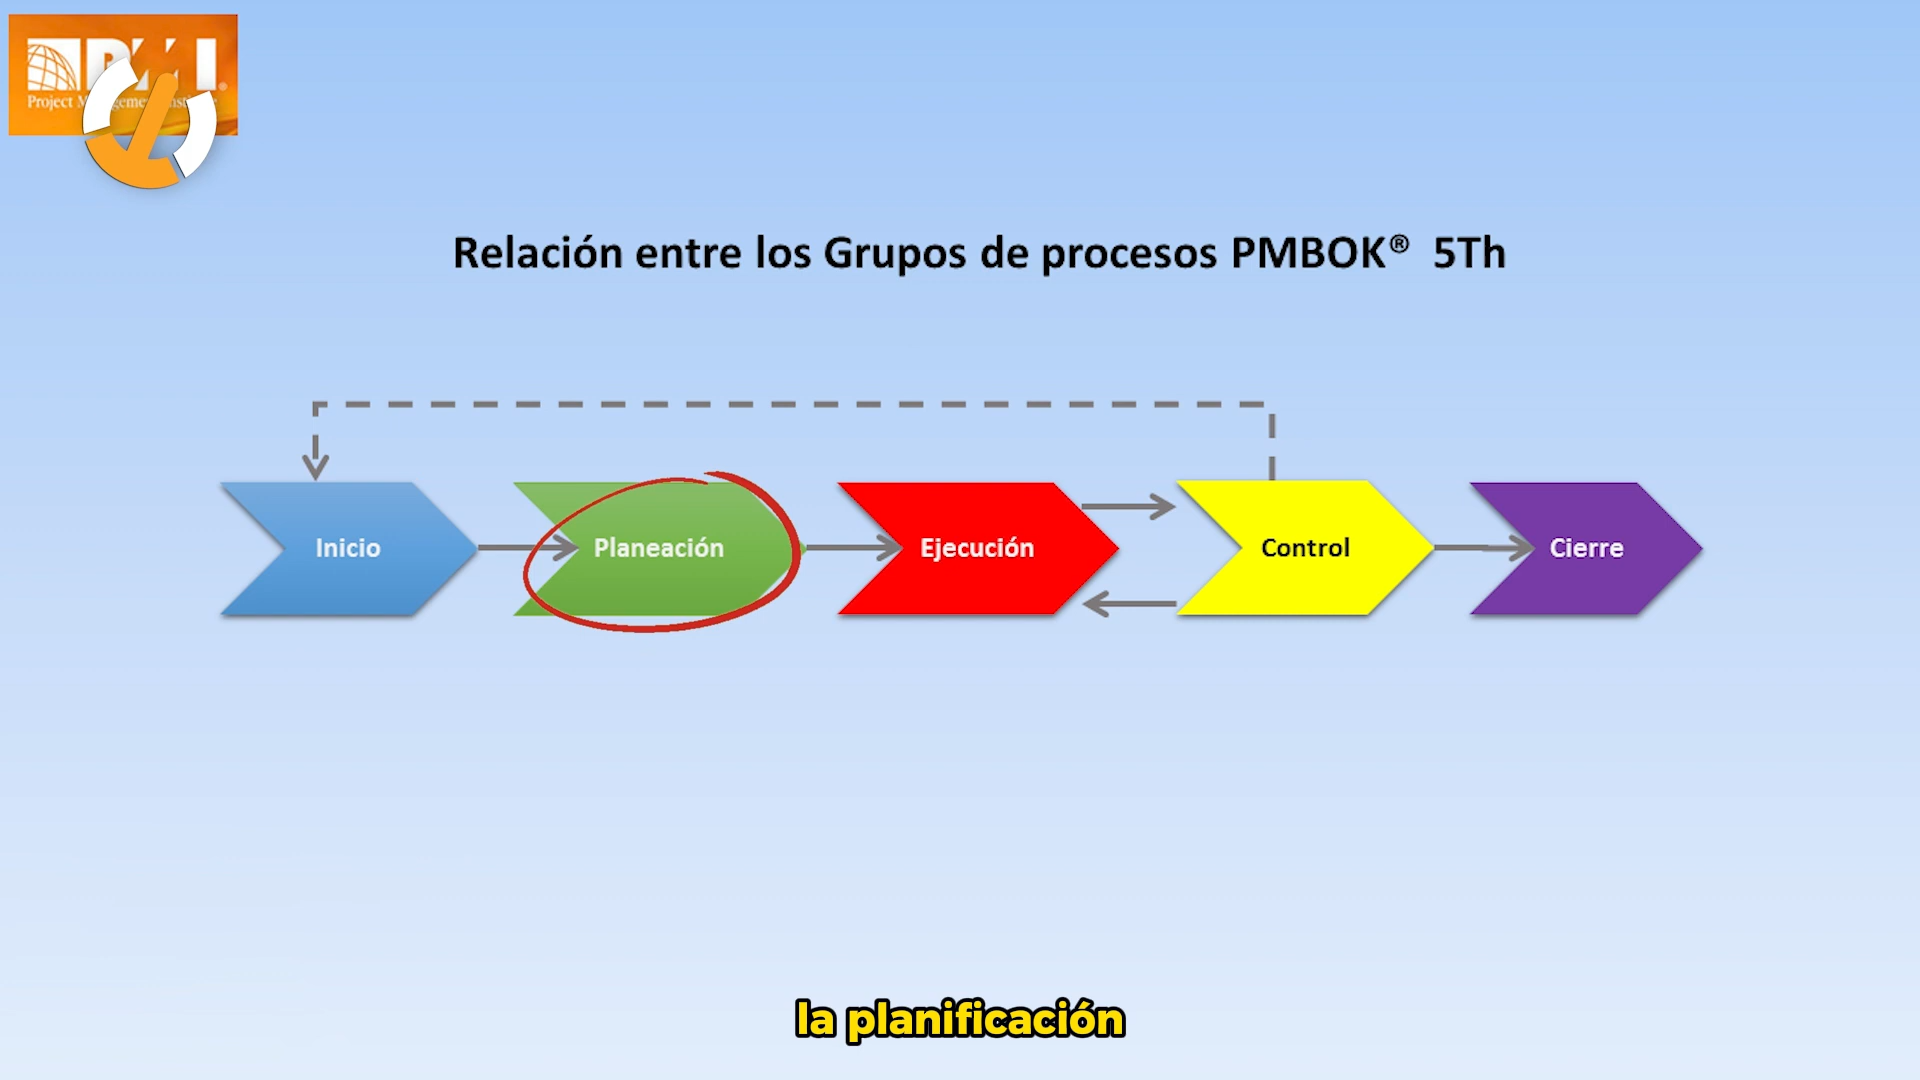 Relación entre los Grupos de procesos PMBOK® 5Th
Inicio
Planeación
Ejecución
Control
Cierre
la planificación